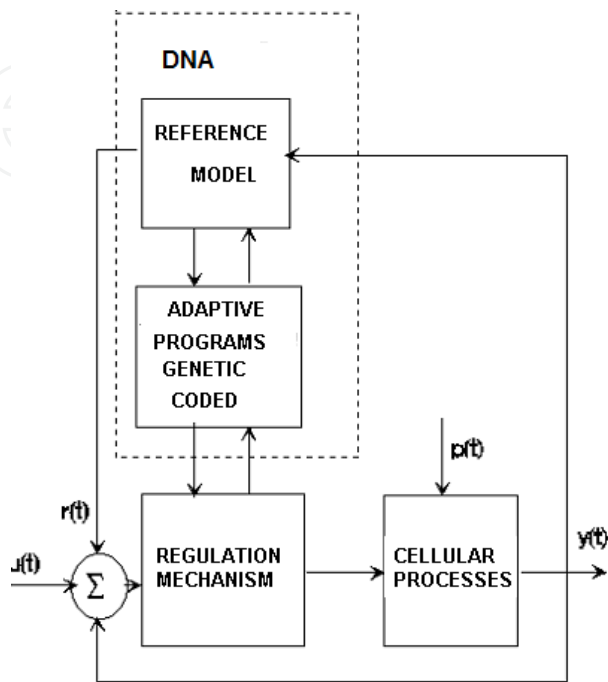 DNA
REFERENCE
MODEL
ADAPTIVE
PROGRAMS
GENETIC
CODED
p(t)
r(t)
y(t)
Σ
REGULATION
MECHANISM
CELLULAR
PROCESSES